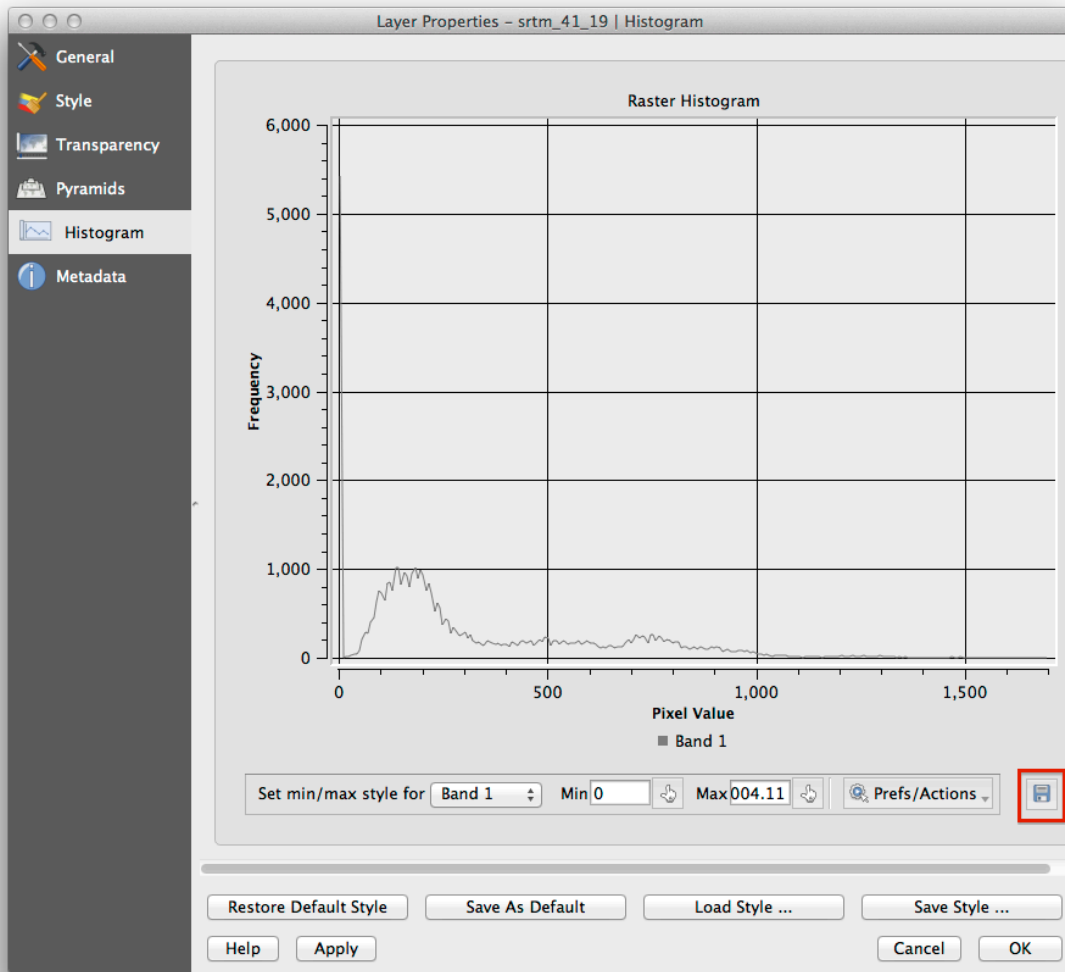 Layer Properties – srtm_41_19 | Histogram
General
Style
Transparency
Pyramids
Histogram
Metadata
Raster Histogram
6,000
5,000
4,000
3,000
2,000
1,000
0
Frequency
0 500 1,000 1,500
Pixel Value
Band 1
Set min/max style for Band 1 Min 0 Max 004.11 Prefs/Actions
Restore Default Style Save As Default Load Style ... Save Style ...
Help Apply Cancel OK